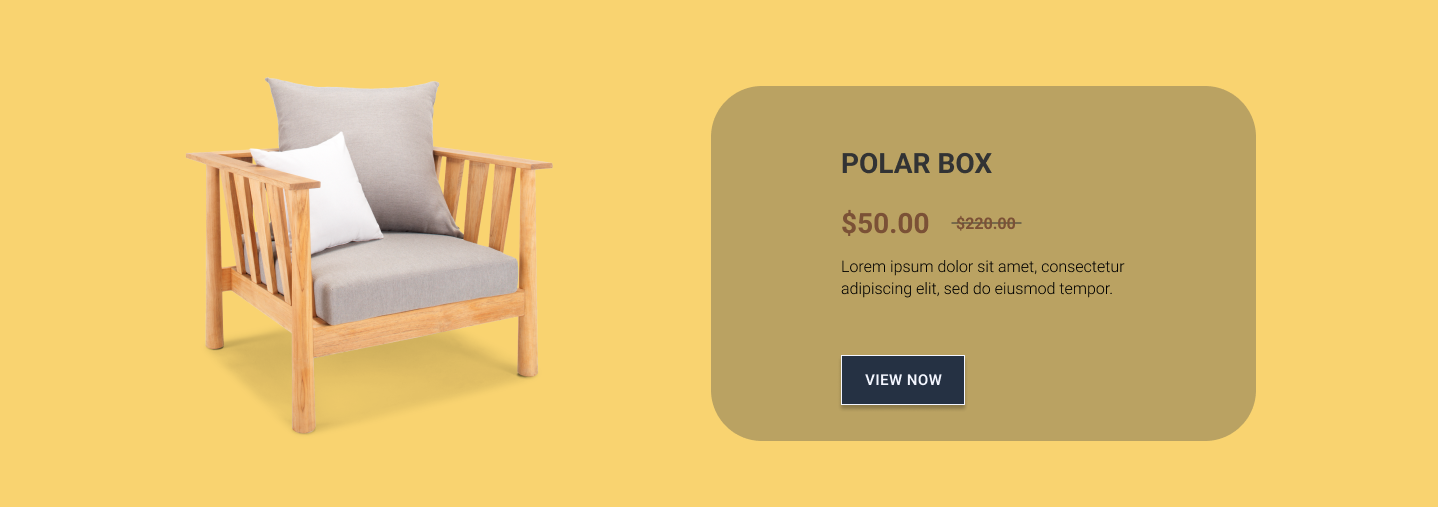 POLAR BOX
$50.00 $220.00
Lorem ipsum dolor sit amet, consectetur
adipiscing elit, sed do eiusmod tempor.
VIEW NOW